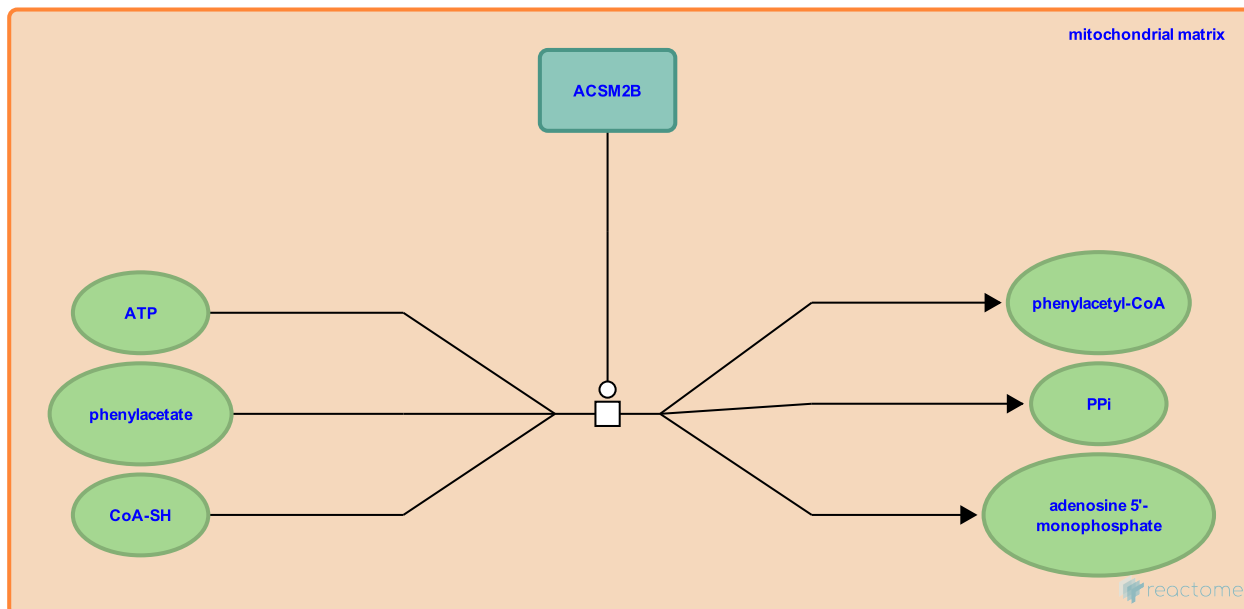 mitochondrial matrix
ACSM2B
ATP
phenylacetate
CoA-SH
phenylacetyl-CoA
PPi
adenosine 5'-
monophosphate
reactome